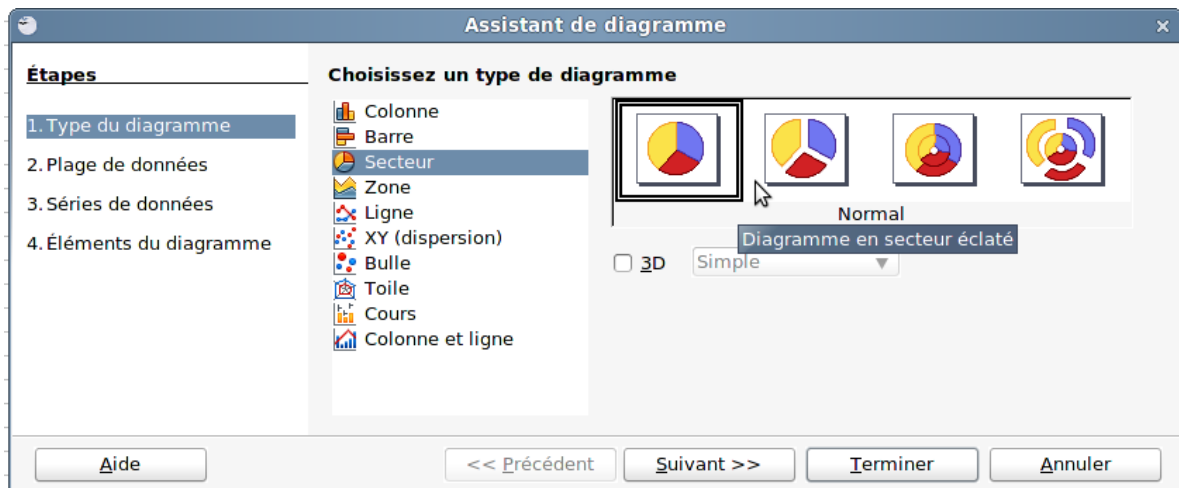 Assistant de diagramme
Étapes
1. Type du diagramme
2. Plage de données
3. Séries de données
4. Éléments du diagramme
Choisissez un type de diagramme
Colonne
Barre
Secteur
Zone
Ligne
XY (dispersion)
Bulle
Toile
Cours
Colonne et ligne
Normal
Diagramme en secteur éclaté
3D
Simple
Aide
<< Précédent
Suivant >>
Terminer
Annuler